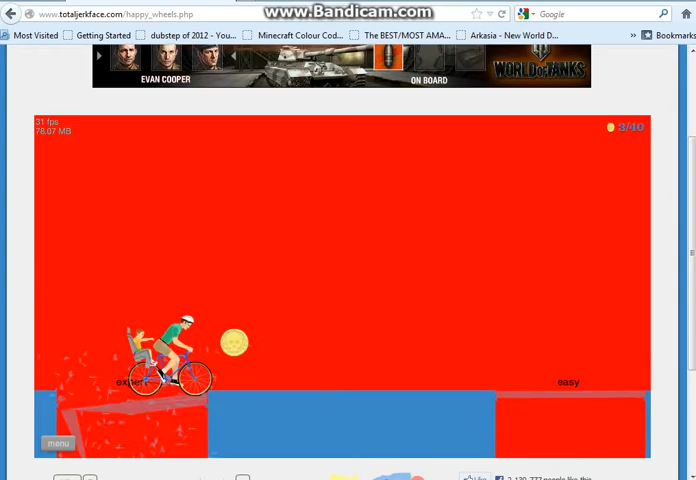 www.Bandicam.com
www.totaljerkface.com/happy_wheels.php
Google
Most Visited
Getting Started
dubstep of 2012 - You...
Minecraft Colour Cod...
The BEST/MOST AMA...
Arkasia - New World D...
»
Bookmarks
EVAN COOPER
ON BOARD
WORLD OF TANKS
31 fps
78.07 MB
3/40
expert
easy
menu
Like